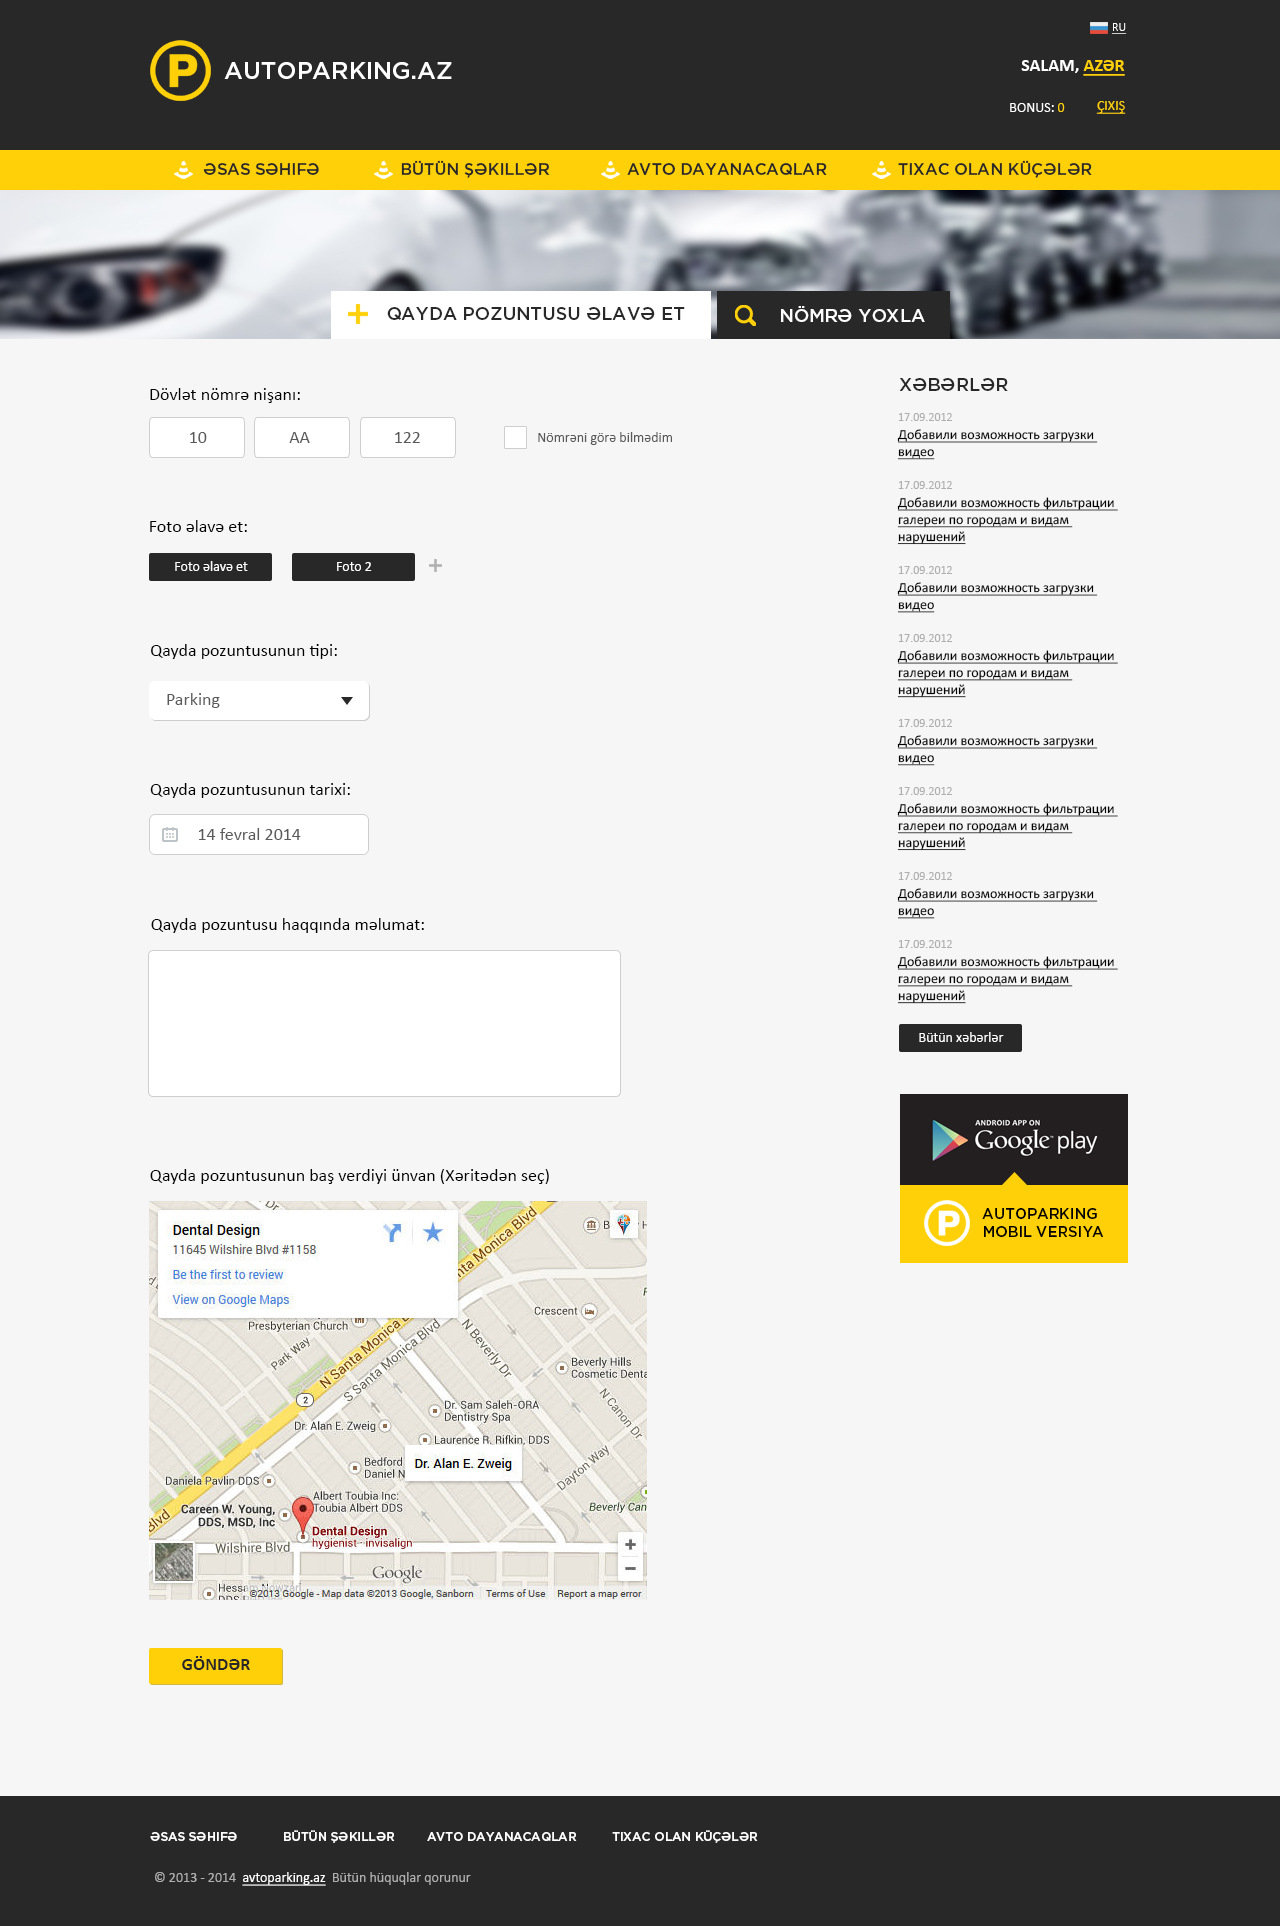 RU
P AUTOPARKING.AZ
SALAM, AZƏR
BONUS: 0 ÇIXIŞ
ƏSAS SƏHIFƏ BÜTÜN ŞƏKILLƏR AVTO DAYANACAQLAR TIXAC OLAN KÜÇƏLƏR
QAYDA POZUNTUSU ƏLAVƏ ET NÖMRƏ YOXLA
Dövlət nömrə nişanı:
10 AA 122 Nömrəni görə bilmədim
Foto əlavə et:
Foto əlavə et Foto 2
Qayda pozuntusunun tipi:
Parking
Qayda pozuntusunun tarixi:
14 fevral 2014
Qayda pozuntusu haqqında məlumat:
Qayda pozuntusunun baş verdiyi ünvan (Xəritədən seç)
Dental Design
11645 Wilshire Blvd #1158
Be the first to review
View on Google Maps
Santa Monica Blvd
Monica Blvd
Crescent
Presbyterian Church
Park Way
N Santa Monica Blvd
S Santa Monica Blvd
N Beverly Dr
Beverly Hills
Cosmetic Denta
N Canon Dr
2
Dr. Sam Saleh-ORA
Dentistry Spa
Dr. Alan E. Zweig
Laurence R. Rifkin, DDS
Bedford
Daniel N
Dr. Alan E. Zweig
Dayton Way
Daniela Pavlin DDS
Albert Toubia Inc:
Toubia Albert DDS
Beverly Can
Careen W. Young,
DDS, MSD, Inc
Blvd
Dental Design
hygienist · invisalign
Wilshire Blvd
Google
©2013 Google - Map data ©2013 Google, Sanborn Terms of Use Report a map error
GÖNDƏR
XƏBƏRLƏR
17.09.2012
Добавили возможность загрузки
видео
17.09.2012
Добавили возможность фильтрации
галереи по городам и видам
нарушений
17.09.2012
Добавили возможность загрузки
видео
17.09.2012
Добавили возможность фильтрации
галереи по городам и видам
нарушений
17.09.2012
Добавили возможность загрузки
видео
17.09.2012
Добавили возможность фильтрации
галереи по городам и видам
нарушений
17.09.2012
Добавили возможность загрузки
видео
17.09.2012
Добавили возможность фильтрации
галереи по городам и видам
нарушений
Bütün xəbərlər
ANDROID APP ON
Google play
P AUTOPARKING
MOBIL VERSIYA
ƏSAS SƏHIFƏ BÜTÜN ŞƏKILLƏR AVTO DAYANACAQLAR TIXAC OLAN KÜÇƏLƏR
© 2013 - 2014 avtoparking.az Bütün hüquqlar qorunur